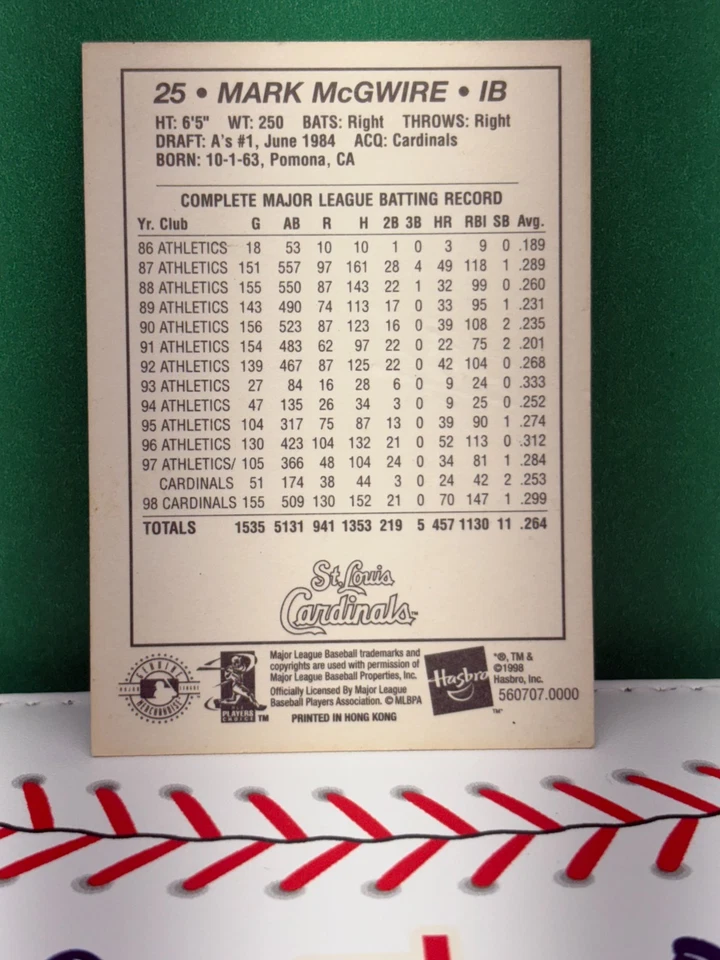 25 • MARK McGWIRE • IB
HT: 6'5" WT: 250 BATS: Right THROWS: Right
DRAFT: A's #1, June 1984 ACQ: Cardinals
BORN: 10-1-63, Pomona, CA
COMPLETE MAJOR LEAGUE BATTING RECORD
Yr. Club G AB R H 2B 3B HR RBI SB Avg.
86 ATHLETICS 18 53 10 10 1 0 3 9 0 .189
87 ATHLETICS 151 557 97 161 28 4 49 118 1 .289
88 ATHLETICS 155 550 87 143 22 1 32 99 0 .260
89 ATHLETICS 143 490 74 113 17 0 33 95 1 .231
90 ATHLETICS 156 523 87 123 16 0 39 108 2 .235
91 ATHLETICS 154 483 62 97 22 0 22 75 2 .201
92 ATHLETICS 139 467 87 125 22 0 42 104 0 .268
93 ATHLETICS 27 84 16 28 6 0 9 24 0 .333
94 ATHLETICS 47 135 26 34 3 0 9 25 0 .252
95 ATHLETICS 104 317 75 87 13 0 39 90 1 .274
96 ATHLETICS 130 423 104 132 21 0 52 113 0 .312
97 ATHLETICS/ 105 366 48 104 24 0 34 81 1 .284
CARDINALS 51 174 38 44 3 0 24 42 2 .253
98 CARDINALS 155 509 130 152 21 0 70 147 1 .299
TOTALS 1535 5131 941 1353 219 5 457 1130 11 .264
St. Louis
Cardinals™
GENUINE
MAJOR LEAGUE
MERCHANDISE
PLAYERS
CHOICE ™
Major League Baseball trademarks and
copyrights are used with permission of
Major League Baseball Properties, Inc.
Officially Licensed By Major League
Baseball Players Association. © MLBPA
PRINTED IN HONG KONG
Hasbro
™
*®, TM &
©1998
Hasbro, Inc.
560707.0000